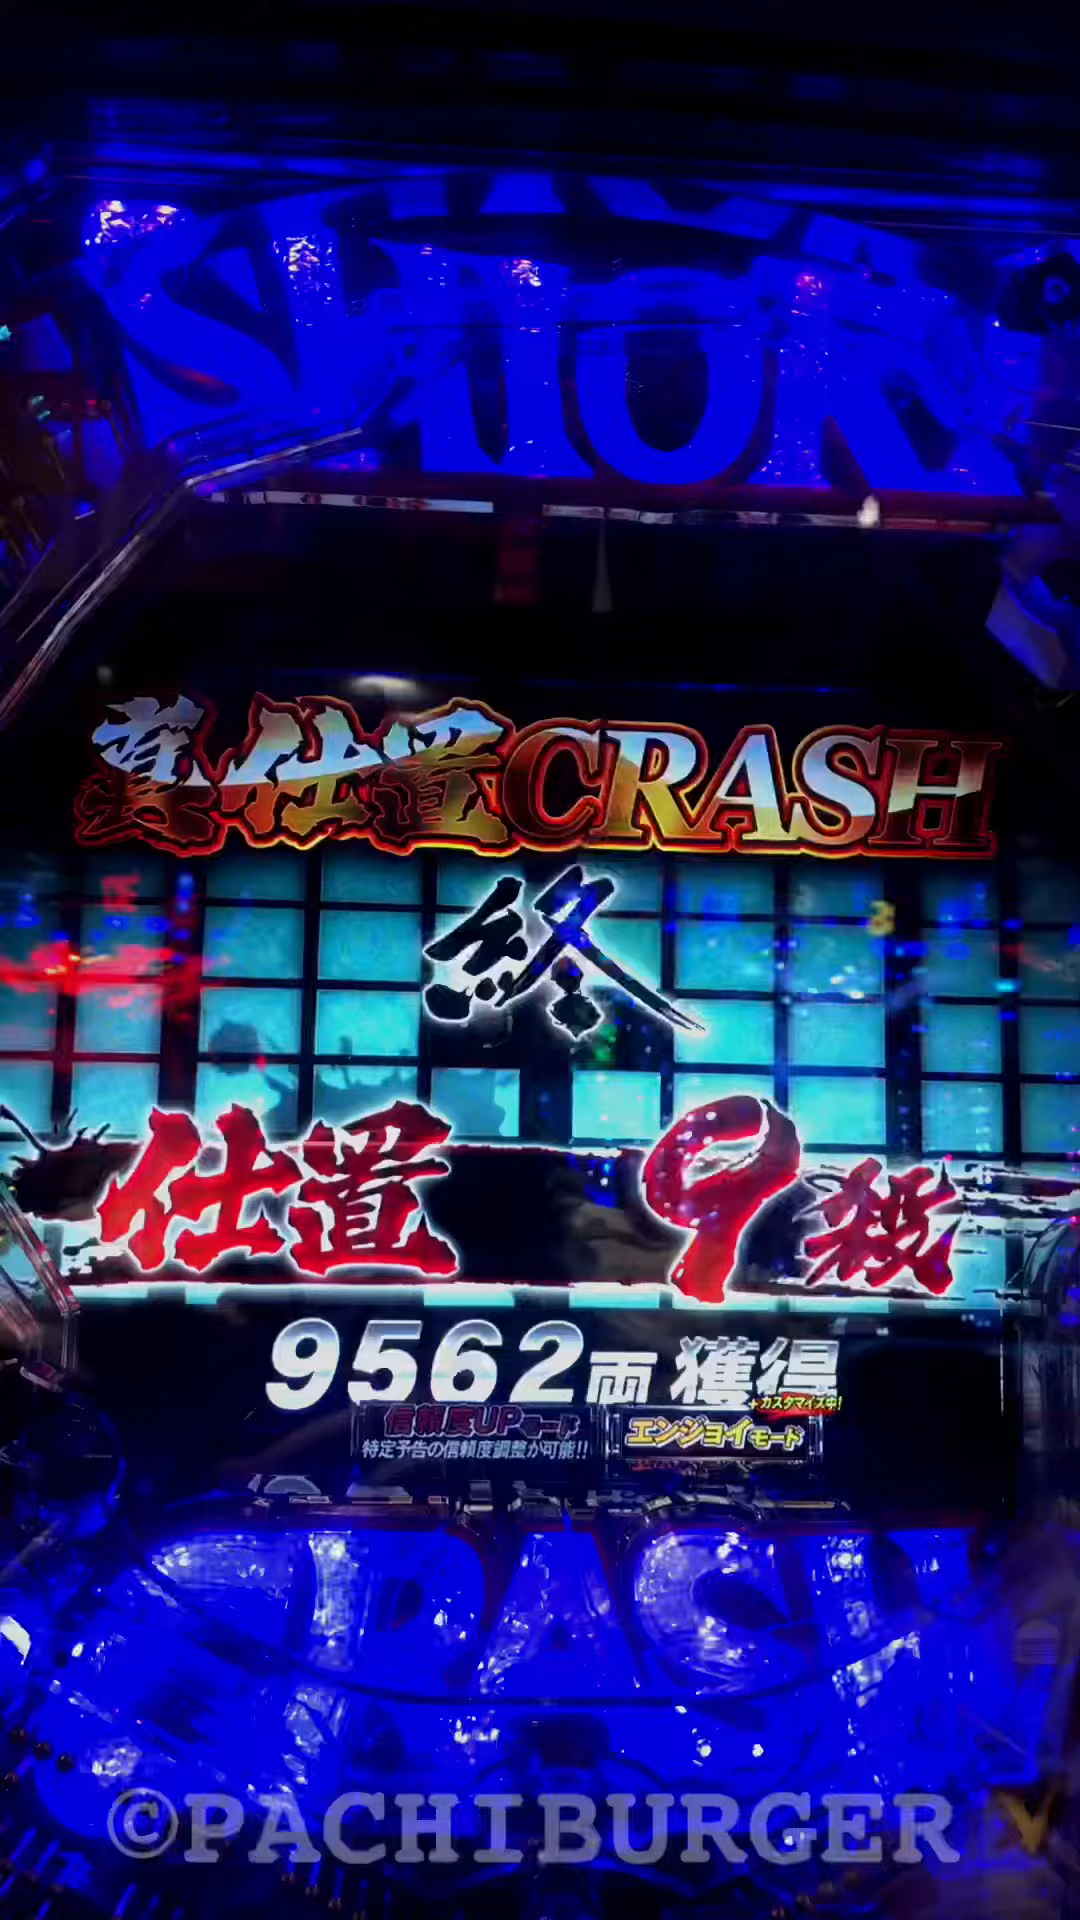 真仕置CRASH
終
仕置 9殺
9562両 獲得
+カスタマイズ中!
信頼度UPモード
特定予告の信頼度調整が可能!!
エンジョイモード
©PACHIBURGER